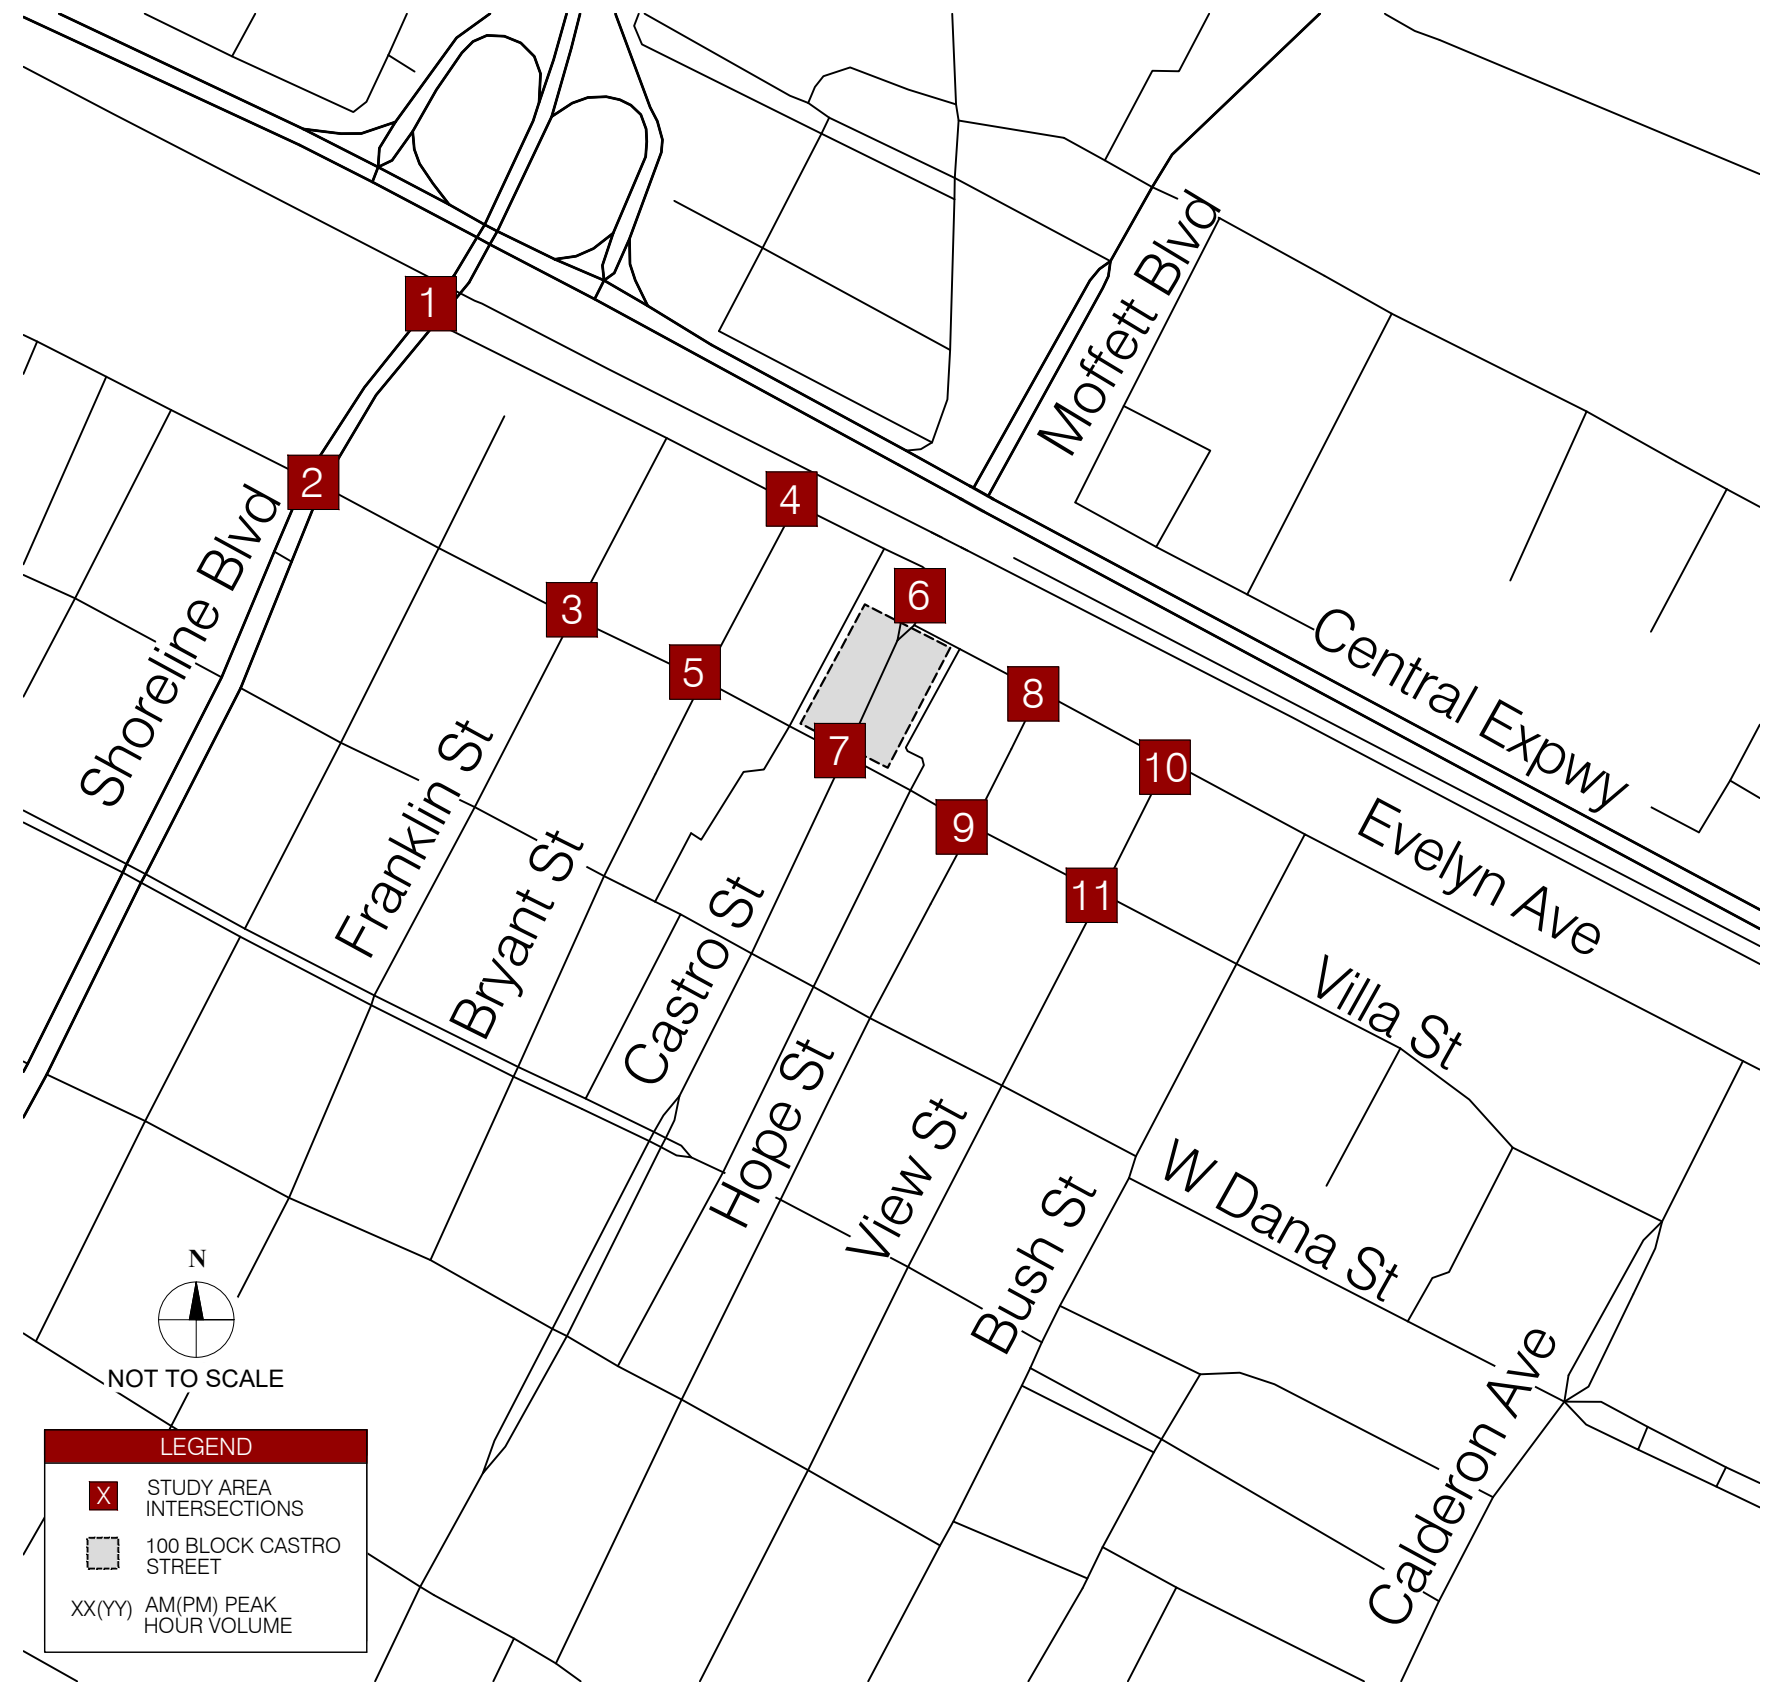 Moffett Blvd
1
2
4
3
6
5
8
7
10
9
11
Shoreline Blvd
Central Expwy
Evelyn Ave
Franklin St
Bryant St
Castro St
Villa St
Hope St
View St
W Dana St
Bush St
Calderon Ave
N
NOT TO SCALE
LEGEND
X
STUDY AREA
INTERSECTIONS
100 BLOCK CASTRO
STREET
XX(YY) AM(PM) PEAK
HOUR VOLUME